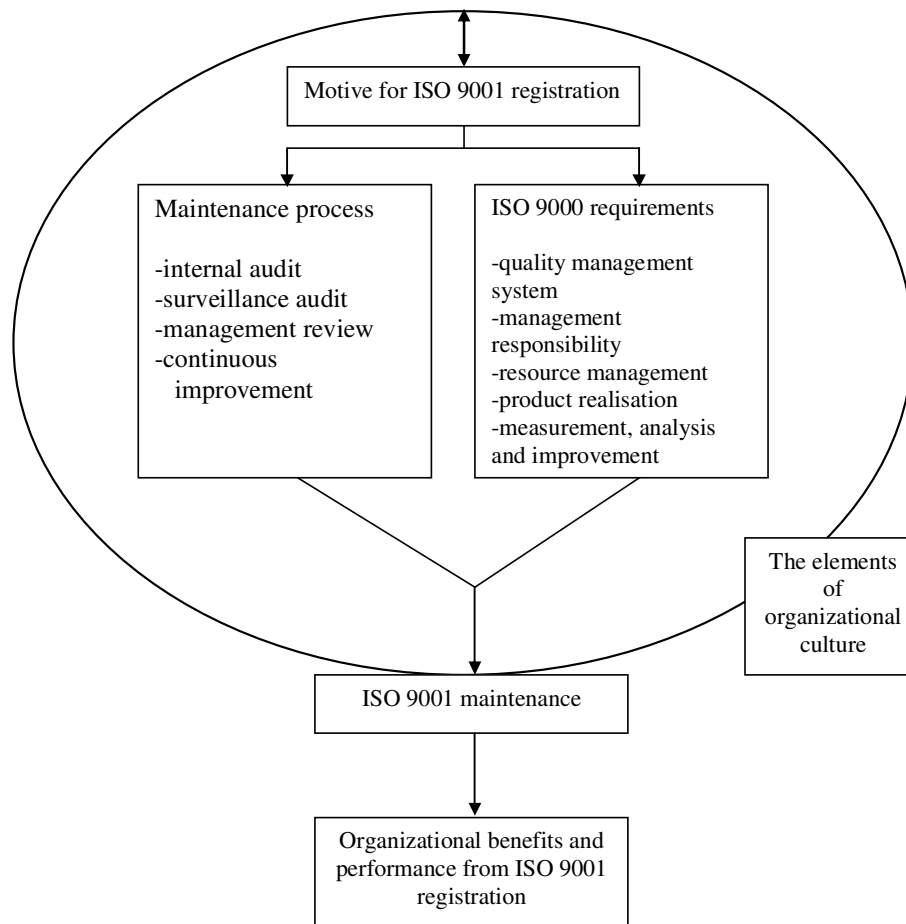 Motive for ISO 9001 registration
Maintenance process
-internal audit
-surveillance audit
-management review
-continuous
improvement
ISO 9000 requirements
-quality management
system
-management
responsibility
-resource management
-product realisation
-measurement, analysis
and improvement
The elements
of
organizational
culture
ISO 9001 maintenance
Organizational benefits and
performance from ISO 9001
registration